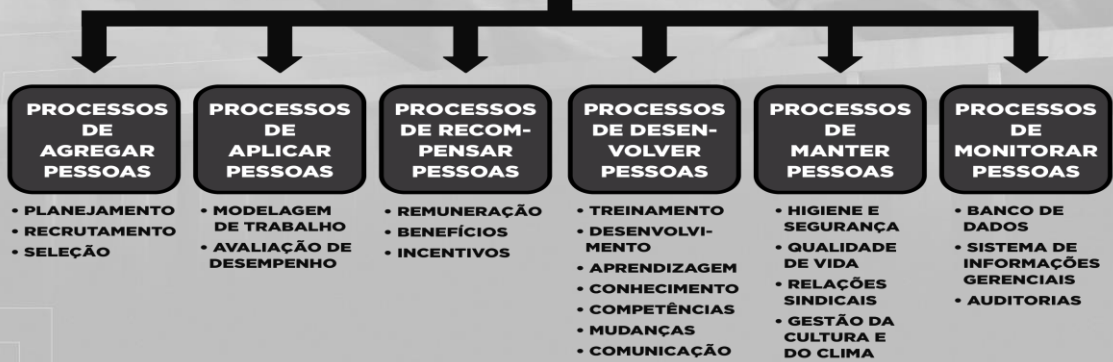 PROCESSOS
DE
AGREGAR
PESSOAS
• PLANEJAMENTO
• RECRUTAMENTO
• SELEÇÃO
PROCESSOS
DE
APLICAR
PESSOAS
• MODELAGEM
DE TRABALHO
• AVALIAÇÃO DE
DESEMPENHO
PROCESSOS
DE RECOM-
PENSAR
PESSOAS
• REMUNERAÇÃO
• BENEFÍCIOS
• INCENTIVOS
PROCESSOS
DE DESEN-
VOLVER
PESSOAS
• TREINAMENTO
• DESENVOLVI-
MENTO
• APRENDIZAGEM
• CONHECIMENTO
• COMPETÊNCIAS
• MUDANÇAS
• COMUNICAÇÃO
PROCESSOS
DE
MANTER
PESSOAS
• HIGIENE E
SEGURANÇA
• QUALIDADE
DE VIDA
• RELAÇÕES
SINDICAIS
• GESTÃO DA
CULTURA E
DO CLIMA
PROCESSOS
DE
MONITORAR
PESSOAS
• BANCO DE
DADOS
• SISTEMA DE
INFORMAÇÕES
GERENCIAIS
• AUDITORIAS